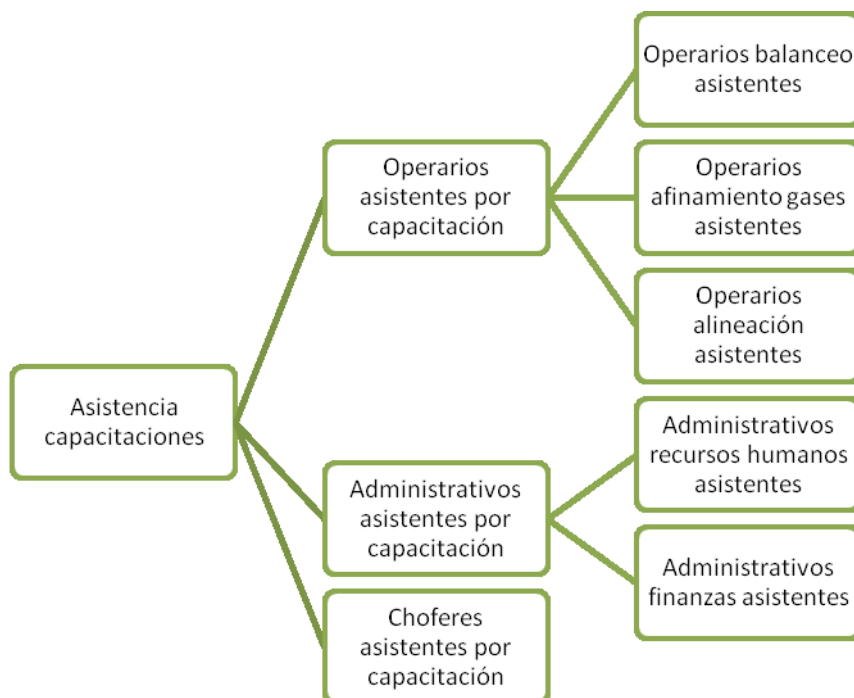 Asistencia
capacitaciones
Operarios
asistentes por
capacitación
Operarios balanceo
asistentes
Operarios
afinamiento gases
asistentes
Operarios
alineación
asistentes
Administrativos
asistentes por
capacitación
Administrativos
recursos humanos
asistentes
Administrativos
finanzas asistentes
Choferes
asistentes por
capacitación